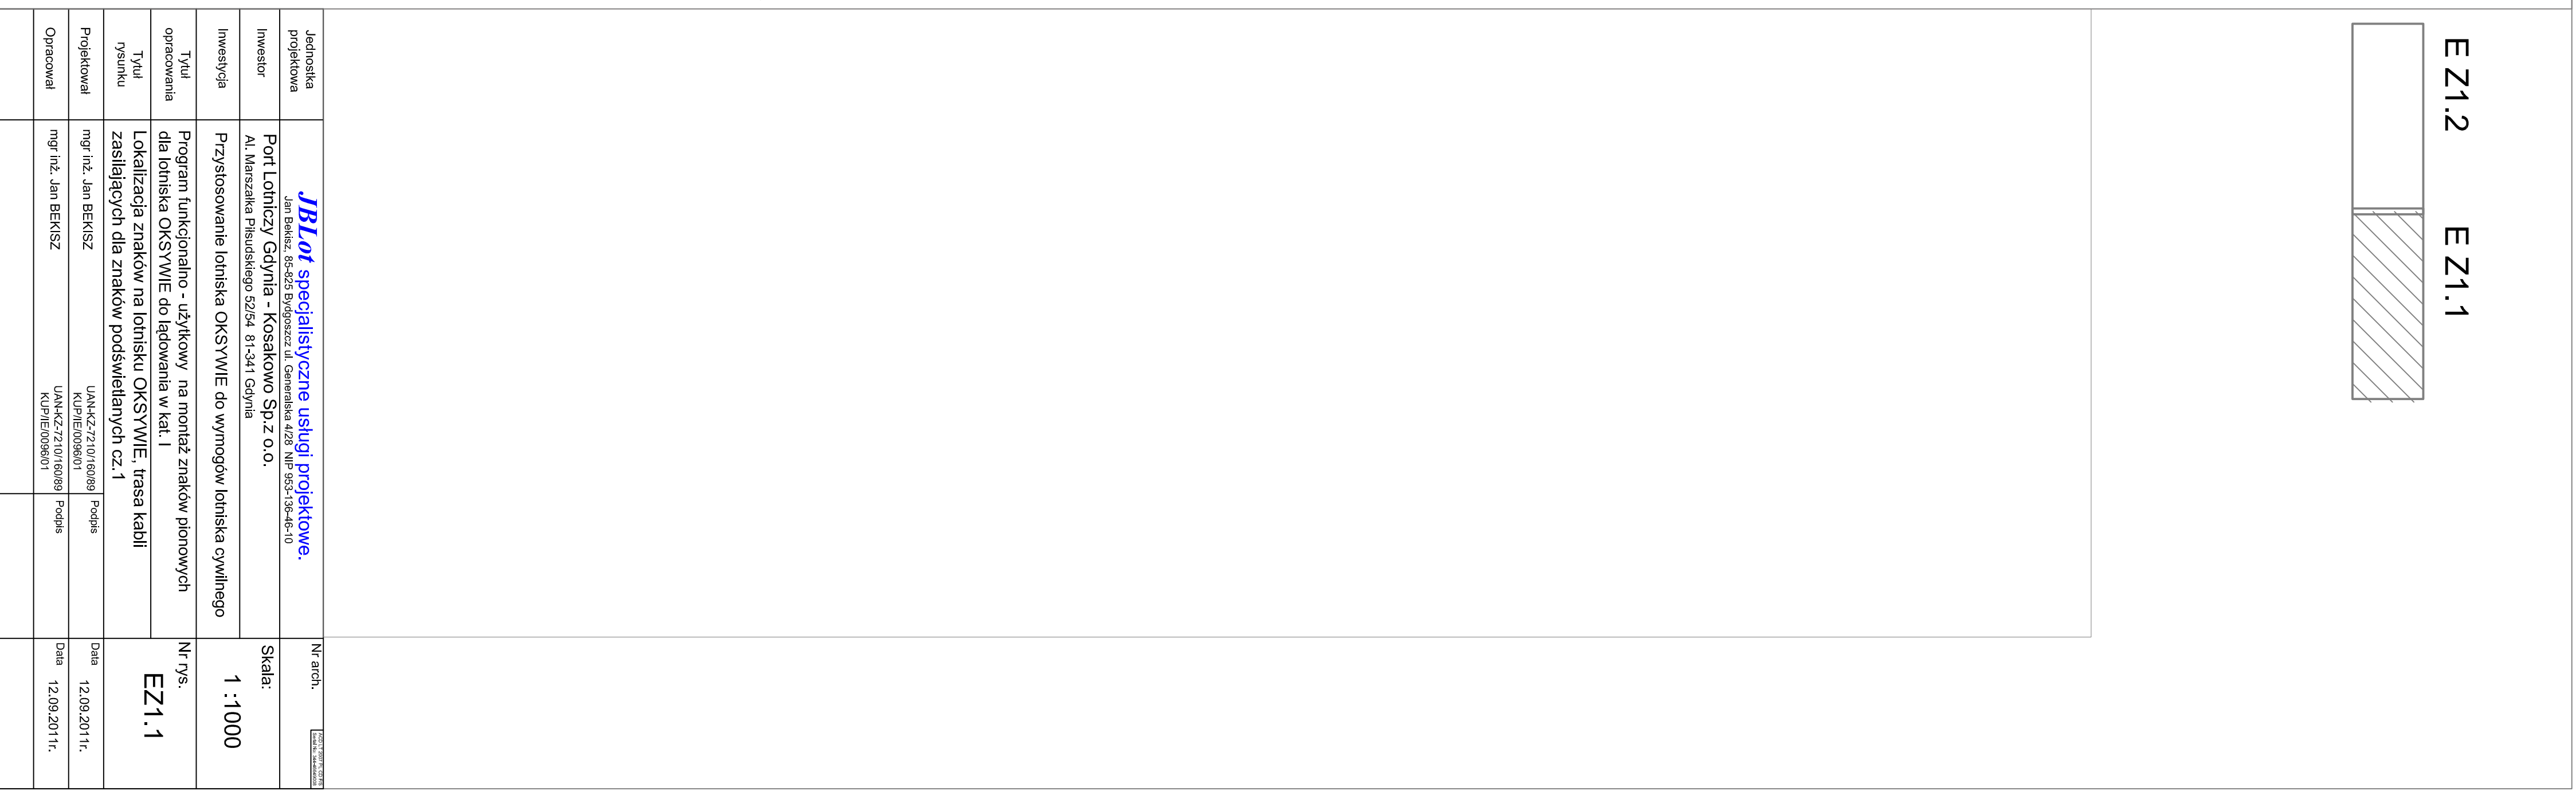 E Z1.2
E Z1.1
Jednostka
projektowa
JBLot specjalistyczne usługi projektowe.
Jan Bekisz, 85-825 Bydgoszcz ul. Generalska 4/28 NIP 953-136-46-10
Nr arch.
Inwestor
Port Lotniczy Gdynia - Kosakowo Sp.z o.o.
Al. Marszałka Piłsudskiego 52/54 81-341 Gdynia
Skala:
1 :1000
Inwestycja
Przystosowanie lotniska OKSYWIE do wymogów lotniska cywilnego
Tytuł
opracowania
Program funkcjonalno - użytkowy na montaż znaków pionowych
dla lotniska OKSYWIE do lądowania w kat. I
Nr rys.
EZ1.1
Tytuł
rysunku
Lokalizacja znaków na lotnisku OKSYWIE, trasa kabli
zasilających dla znaków podświetlanych cz.1
Projektował
mgr inż. Jan BEKISZ
UAN-KZ-7210/160/89
KUP/IE/0096/01
Podpis
Data
12.09.2011r.
Opracował
mgr inż. Jan BEKISZ
UAN-KZ-7210/160/89
KUP/IE/0096/01
Podpis
Data
12.09.2011r.